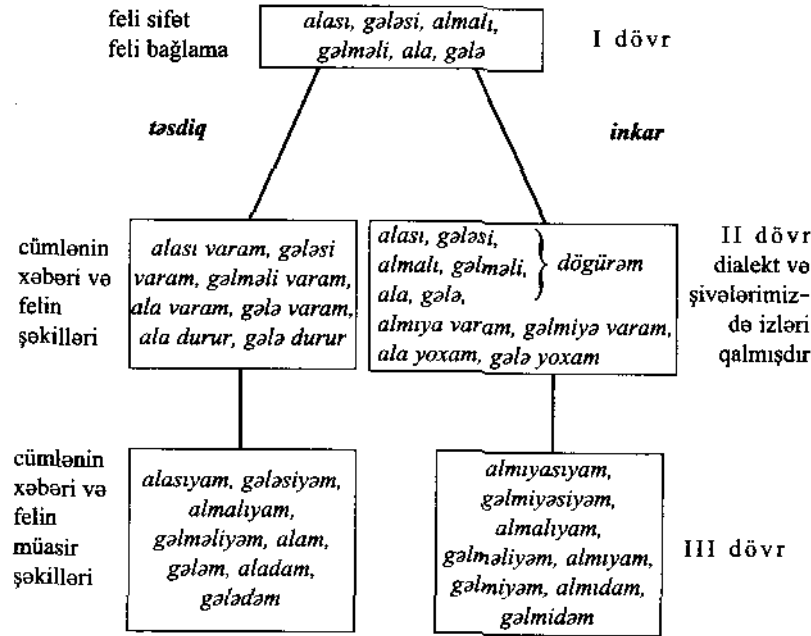 feli sifət
feli bağlama
alası, gələsi, almalı,
gəlməli, ala, gələ
I dövr
təsdiq
inkar
cümlənin
xəbəri və
felin
şəkilləri
alası varam, gələsi
varam, gəlməli varam,
ala varam, gələ varam,
ala durur, gələ durur
alası, gələsi,
almalı, gəlməli,
ala, gələ,
dögürəm
almıya varam, gəlmiyə varam,
ala yoxam, gələ yoxam
II dövr
dialekt və
şivələrimiz-
də izləri
qalmışdır
cümlənin
xəbəri və
felin
müasir
şəkilləri
alasıyam, gələsiyəm,
almalıyam,
gəlməliyəm, alam,
gələm, aladam,
gələdəm
almıyasıyam,
gəlmiyəsiyəm,
almalıyam,
gəlməliyəm, almıyam,
gəlmiyəm, almıdam,
gəlmidəm
III dövr